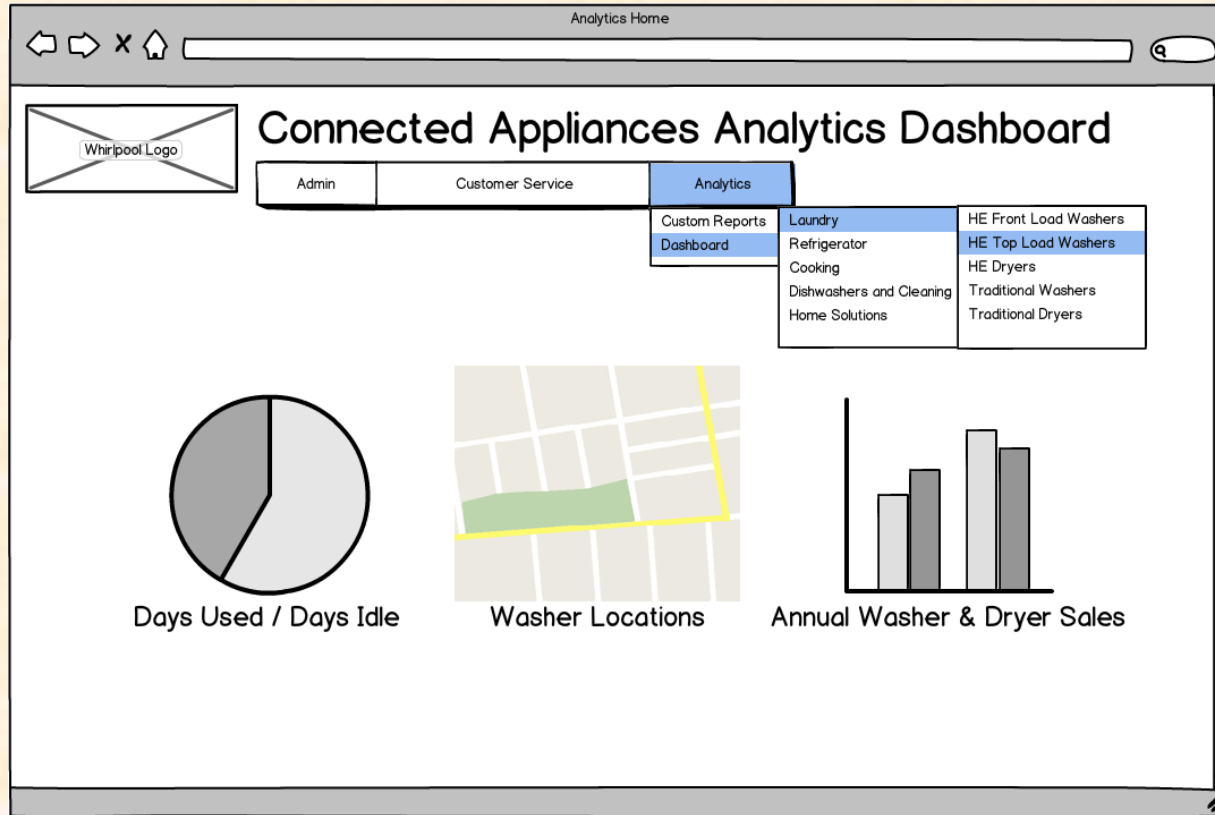 Analytics Home
Whirlpool Logo
Connected Appliances Analytics Dashboard
Admin
Customer Service
Analytics
Custom Reports
Dashboard
Laundry
Refrigerator
Cooking
Dishwashers and Cleaning
Home Solutions
HE Front Load Washers
HE Top Load Washers
HE Dryers
Traditional Washers
Traditional Dryers
Days Used / Days Idle
Washer Locations
Annual Washer & Dryer Sales